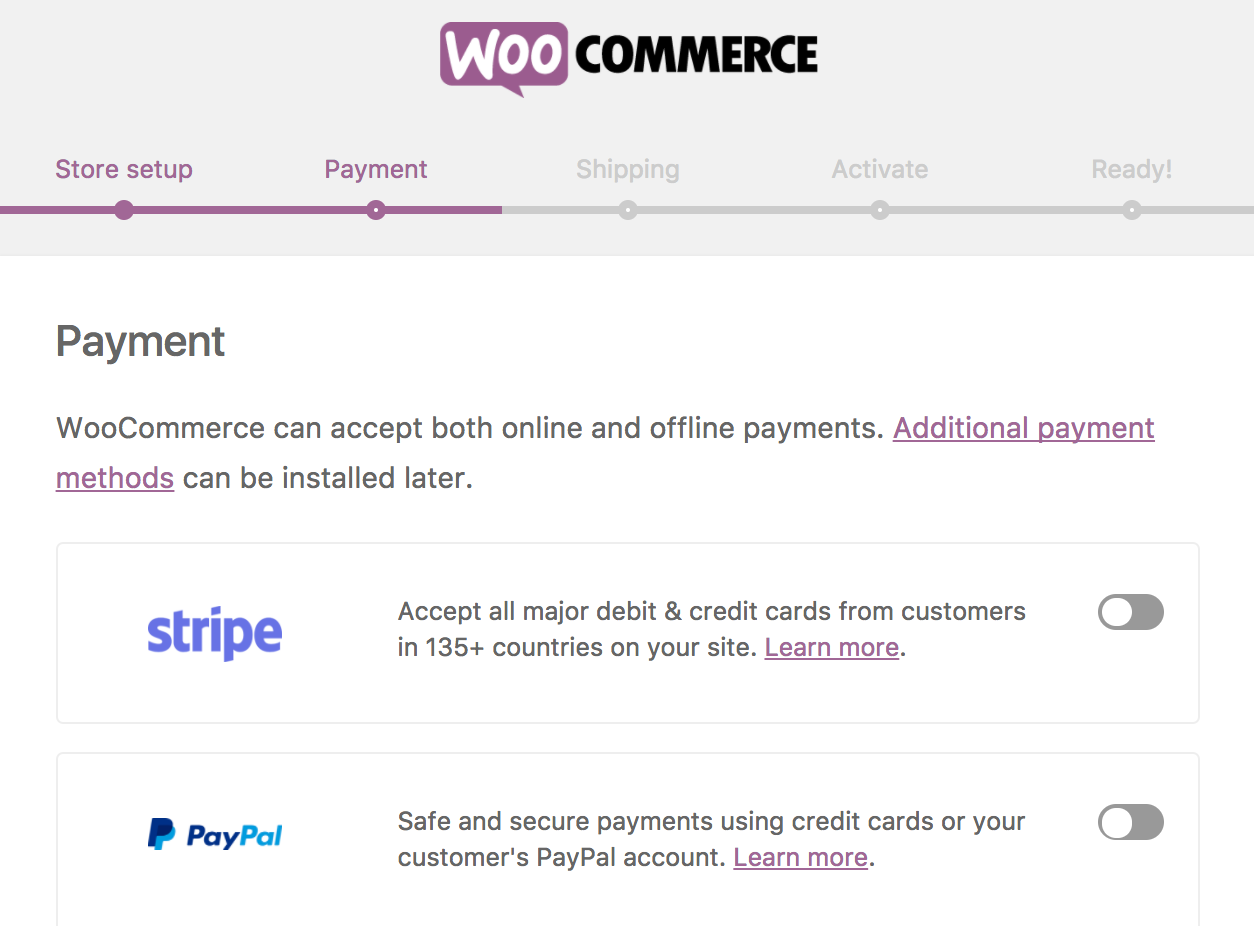 WOO COMMERCE
Store setup Payment Shipping Activate Ready!
Payment
WooCommerce can accept both online and offline payments. Additional payment
methods can be installed later.
stripe
Accept all major debit & credit cards from customers
in 135+ countries on your site. Learn more.
PayPal
Safe and secure payments using credit cards or your
customer's PayPal account. Learn more.